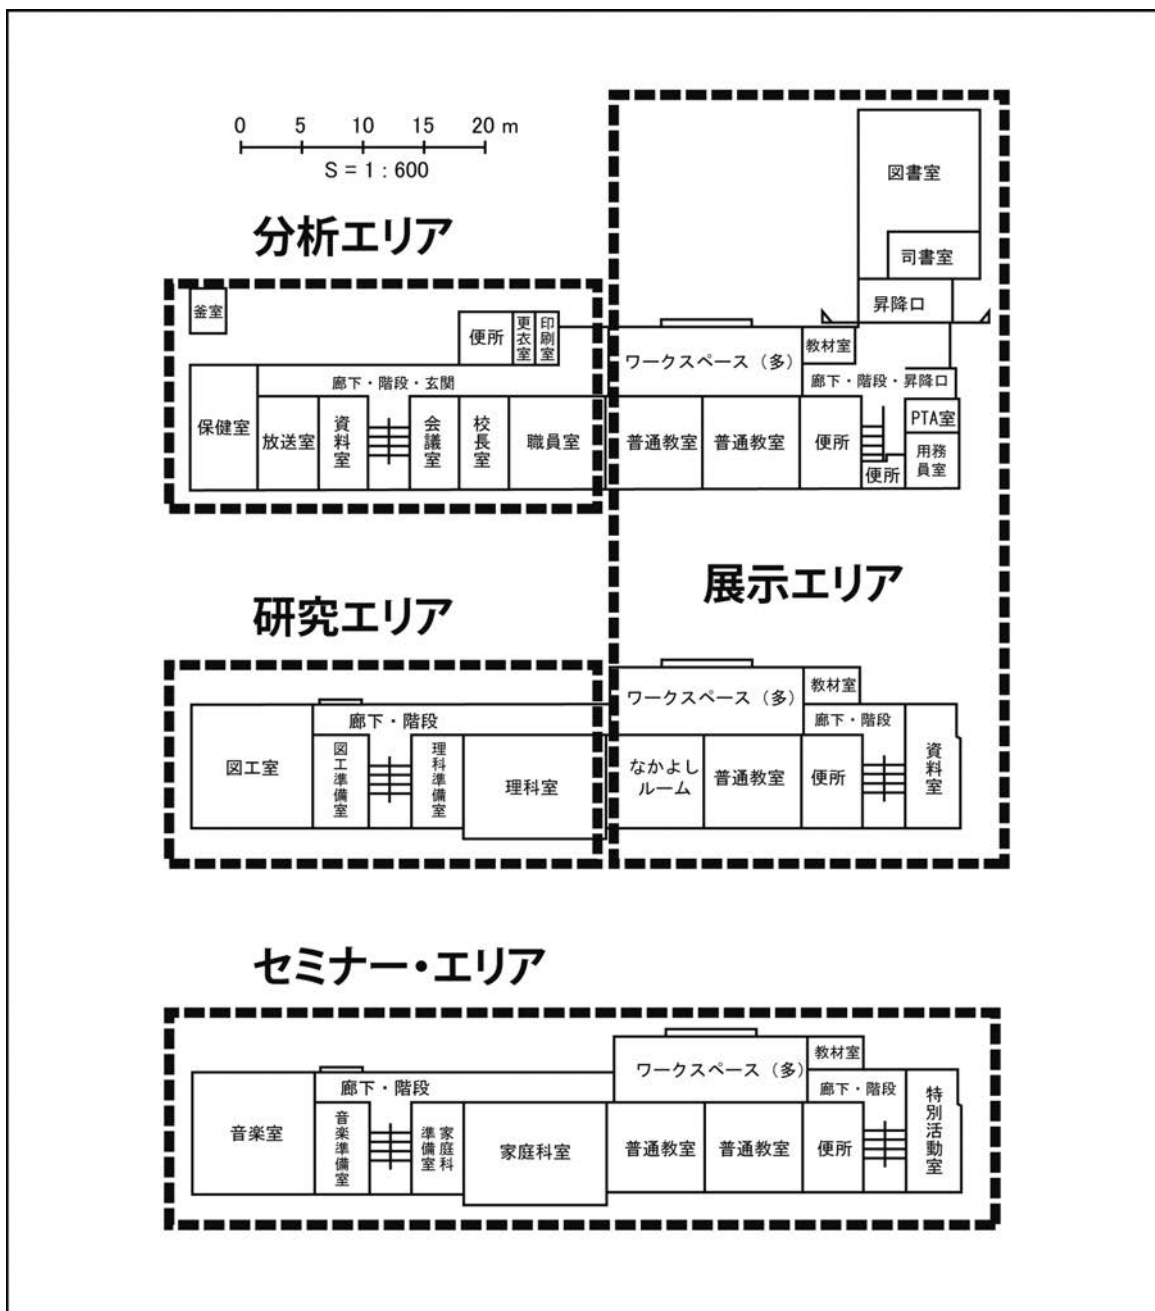 0 5 10 15 20 m
S = 1 : 600
分析エリア
図書室
司書室
昇降口
釜室
便所
更衣室
印刷室
廊下・階段・玄関
保健室
放送室
資料室
会議室
校長室
職員室
ワークスペース（多）
教材室
廊下・階段・昇降口
普通教室
普通教室
便所
便所
PTA室
用務
員室
研究エリア
展示エリア
廊下・階段
図工室
図工準備室
理科準備室
理科室
ワークスペース（多）
教材室
廊下・階段
なかよし
ルーム
普通教室
便所
資料室
セミナー・エリア
廊下・階段
音楽室
音楽準備室
家庭科
準備室
家庭科室
ワークスペース（多）
教材室
廊下・階段
普通教室
普通教室
便所
特別活動室